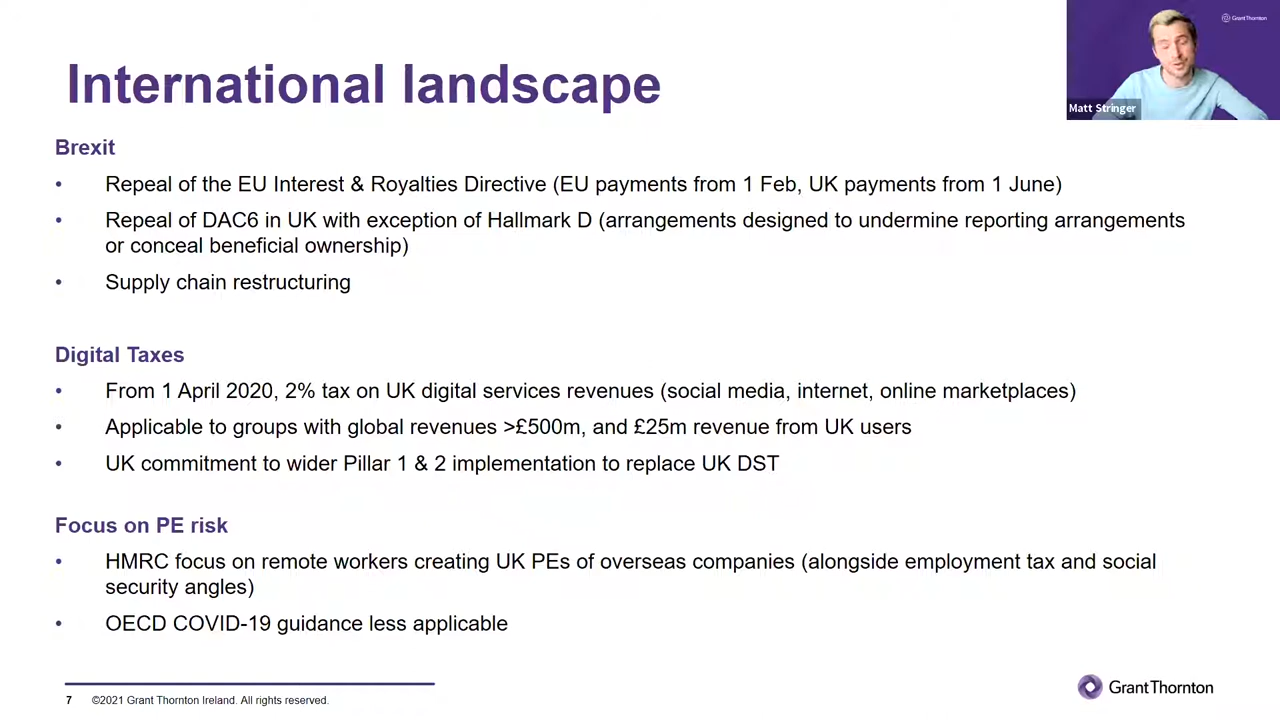 International landscape
GrantThornton
Matt Stringer
Brexit
• Repeal of the EU Interest & Royalties Directive (EU payments from 1 Feb, UK payments from 1 June)
• Repeal of DAC6 in UK with exception of Hallmark D (arrangements designed to undermine reporting arrangements
or conceal beneficial ownership)
• Supply chain restructuring
Digital Taxes
• From 1 April 2020, 2% tax on UK digital services revenues (social media, internet, online marketplaces)
• Applicable to groups with global revenues >£500m, and £25m revenue from UK users
• UK commitment to wider Pillar 1 & 2 implementation to replace UK DST
Focus on PE risk
• HMRC focus on remote workers creating UK PEs of overseas companies (alongside employment tax and social
security angles)
• OECD COVID-19 guidance less applicable
7 ©2021 Grant Thornton Ireland. All rights reserved.
GrantThornton